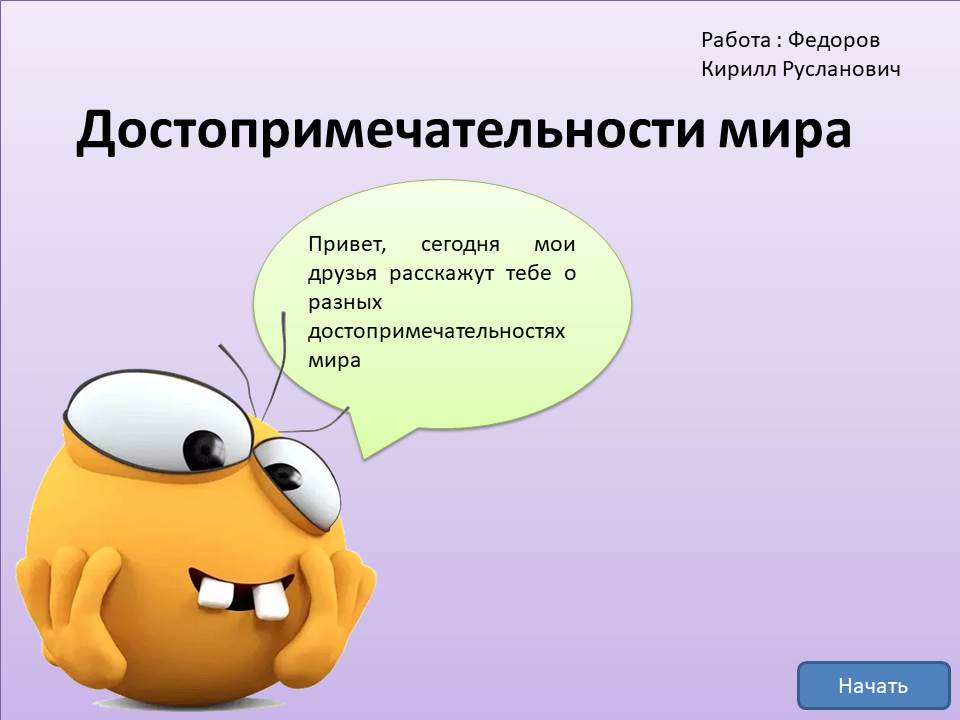 Работа : Федоров
Кирилл Русланович
Достопримечательности мира
Привет, сегодня мои
друзья расскажут тебе о
разных
достопримечательностях
мира
Начать